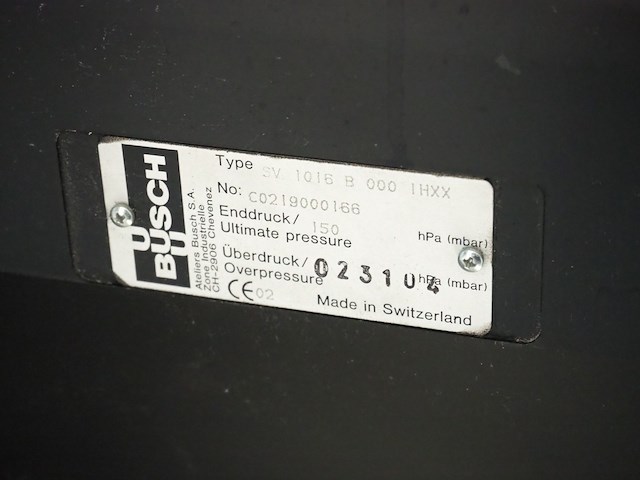 BUSCH
Ateliers Busch S.A.
Zone Industrielle
CH-2906 Chevenez
Type SV 1016 B 000 1HXX
No: C0219000166
Enddruck/
Ultimate pressure 150 hPa (mbar)
Überdruck/
Overpressure 023104 hPa (mbar)
CE 02
Made in Switzerland